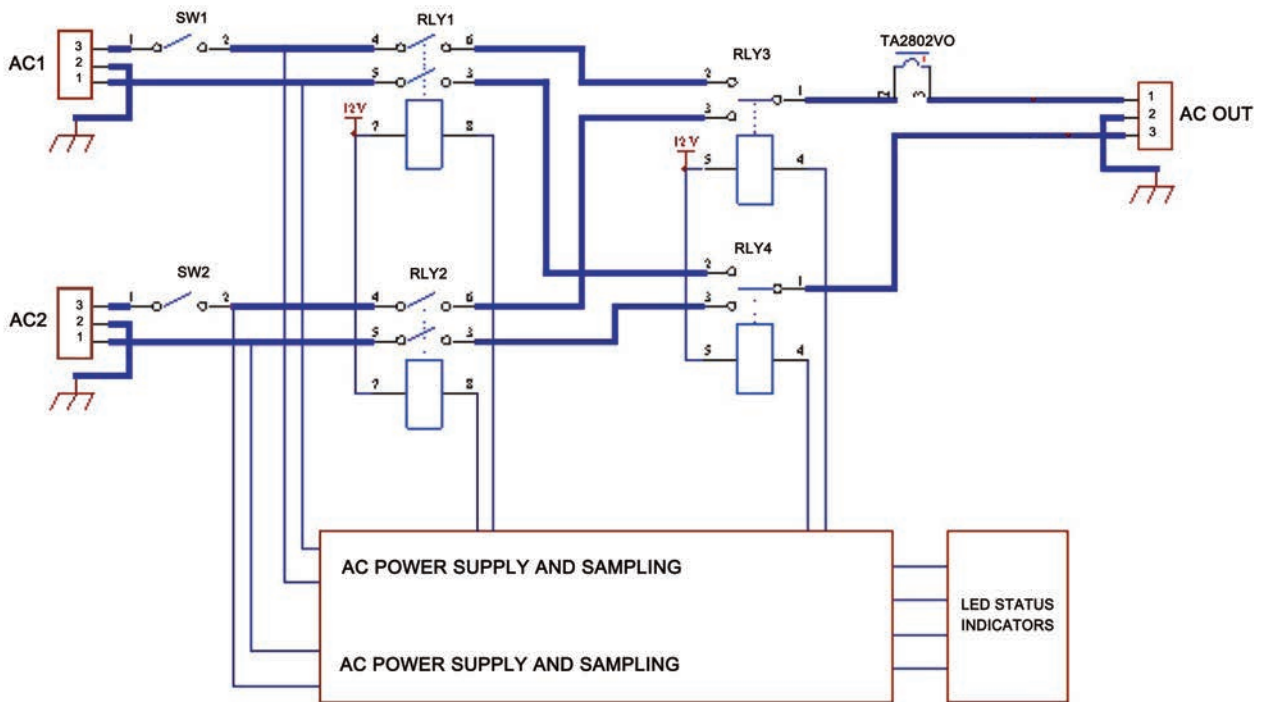 SW1
RLY1
RLY3
TA2802VO
AC1
3
2
1
1
2
4
6
5
3
2
3
1
2
3
1
2
3
AC OUT
12V
7
8
12V
5
4
SW2
RLY2
RLY4
AC2
3
2
1
1
2
4
6
5
3
2
3
1
7
8
5
4
AC POWER SUPPLY AND SAMPLING
AC POWER SUPPLY AND SAMPLING
LED STATUS
INDICATORS